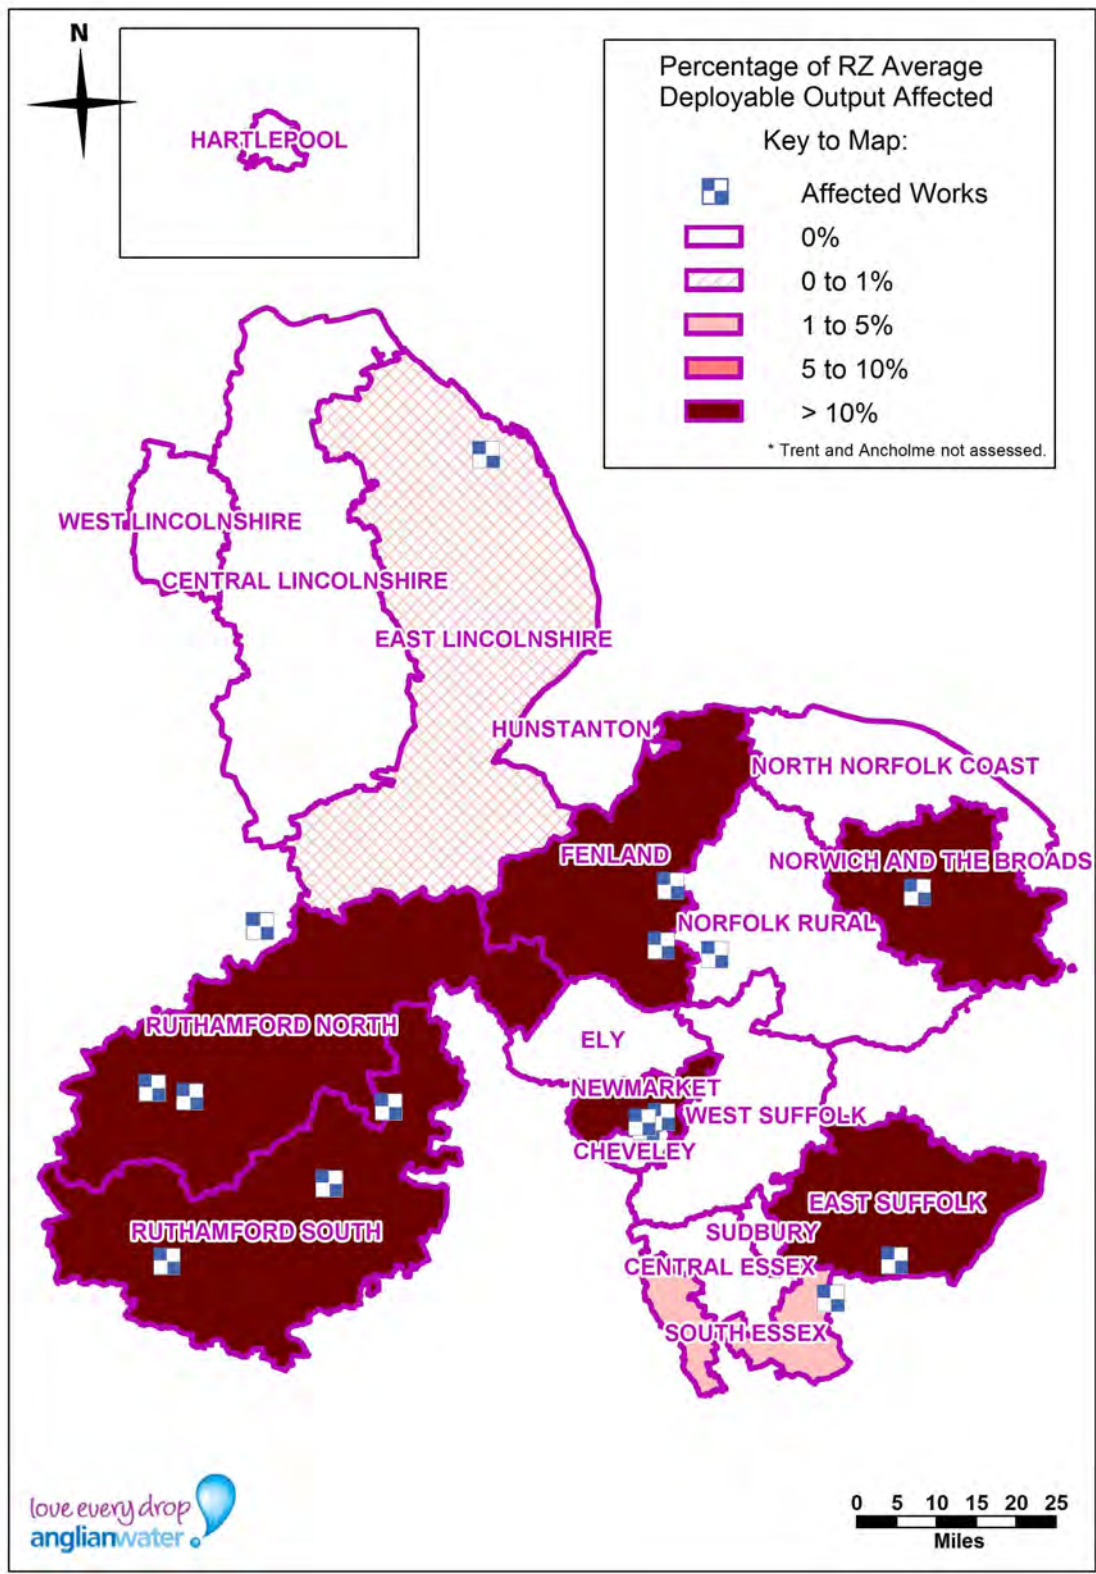 N
HARTLEPOOL
Percentage of RZ Average
Deployable Output Affected
Key to Map:
Affected Works
0%
0 to 1%
1 to 5%
5 to 10%
> 10%
* Trent and Ancholme not assessed.
WEST LINCOLNSHIRE
CENTRAL LINCOLNSHIRE
EAST LINCOLNSHIRE
HUNSTANTON
NORTH NORFOLK COAST
FENLAND
NORWICH AND THE BROADS
NORFOLK RURAL
RUTHAMFORD NORTH
ELY
NEWMARKET
WEST SUFFOLK
CHEVELEY
EAST SUFFOLK
RUTHAMFORD SOUTH
SUDBURY
CENTRAL ESSEX
SOUTH ESSEX
love every drop
anglianwater
0 5 10 15 20 25
Miles